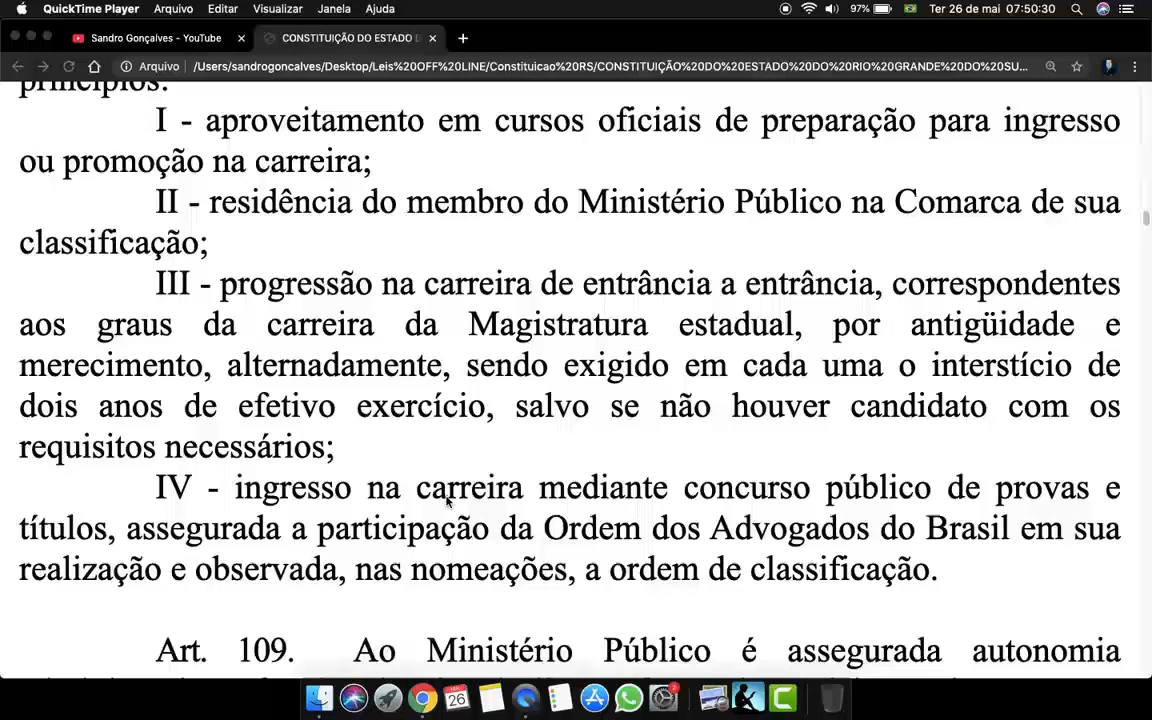 QuickTime Player Arquivo Editar Visualizar Janela Ajuda 97% Ter 26 de mai 07:50:30
Sandro Gonçalves - YouTube CONSTITUIÇÃO DO ESTADO
Arquivo /Users/sandrogoncalves/Desktop/Leis%20OFF%20LINE/Constituicao%20RS/CONSTITUIÇÃO%20DO%20ESTADO%20DO%20RIO%20GRANDE%20DO%20SU...
princípios:
I - aproveitamento em cursos oficiais de preparação para ingresso
ou promoção na carreira;
II - residência do membro do Ministério Público na Comarca de sua
classificação;
III - progressão na carreira de entrância a entrância, correspondentes
aos graus da carreira da Magistratura estadual, por antigüidade e
merecimento, alternadamente, sendo exigido em cada uma o interstício de
dois anos de efetivo exercício, salvo se não houver candidato com os
requisitos necessários;
IV - ingresso na carreira mediante concurso público de provas e
títulos, assegurada a participação da Ordem dos Advogados do Brasil em sua
realização e observada, nas nomeações, a ordem de classificação.
Art. 109. Ao Ministério Público é assegurada autonomia
26